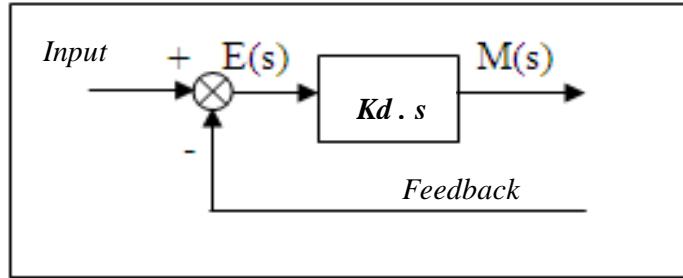 Input
+
E(s)
Kd . s
M(s)
-
Feedback